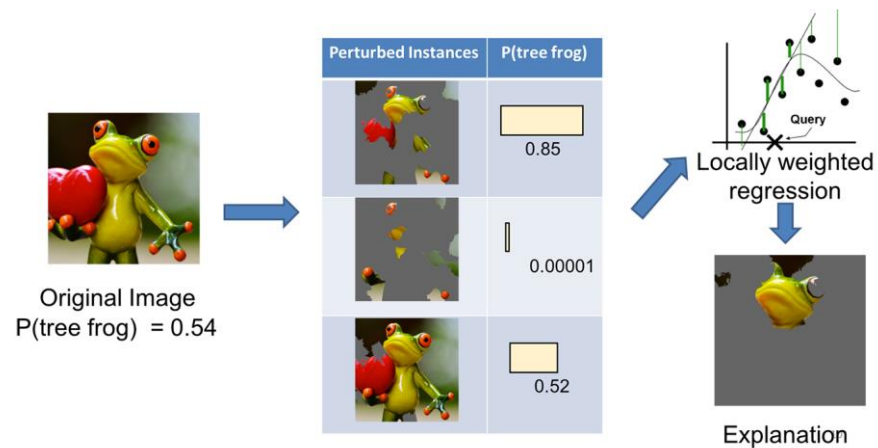 Original Image
P(tree frog) = 0.54
Perturbed Instances
P(tree frog)
0.85
0.00001
0.52
Query
Locally weighted
regression
Explanation